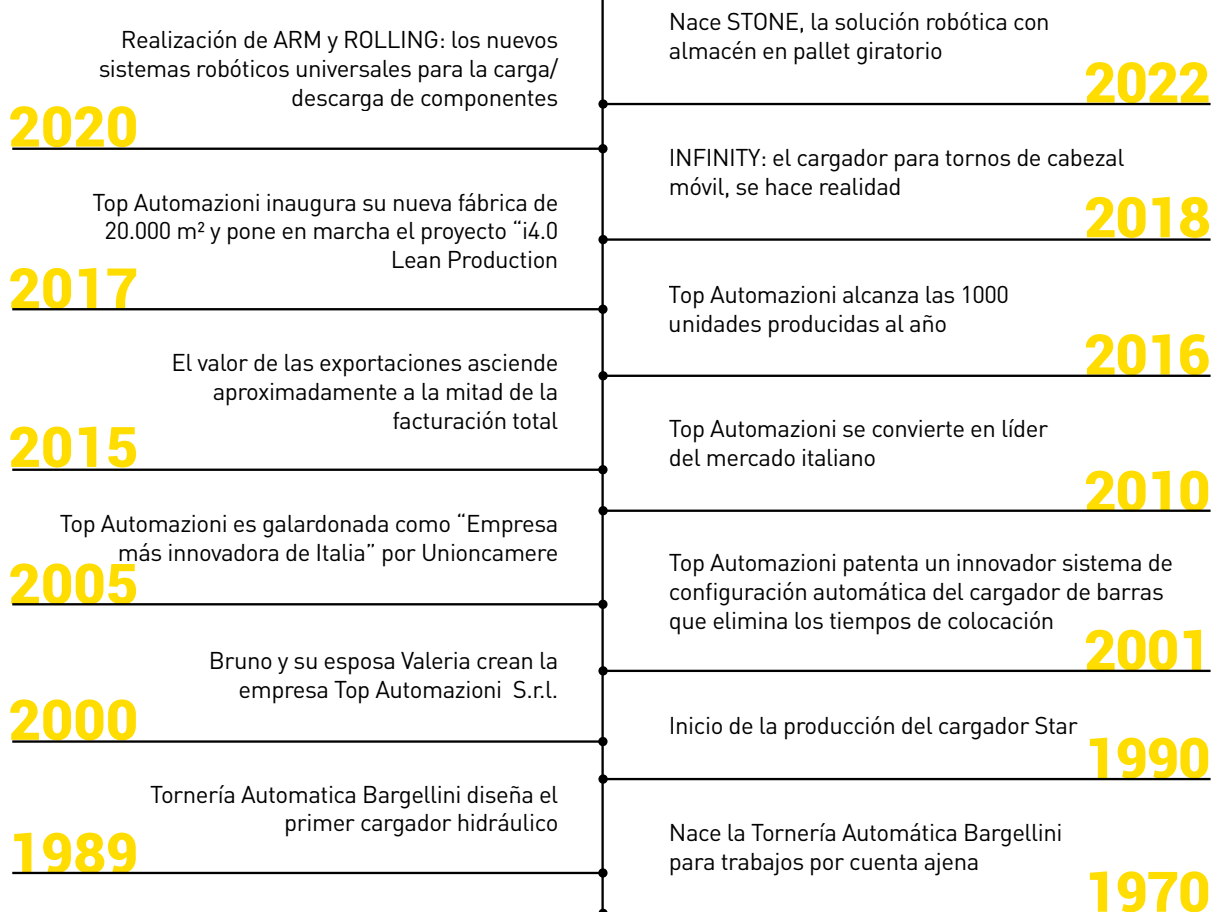 Nace STONE, la solución robótica con
almacén en pallet giratorio
2022
Realización de ARM y ROLLING: los nuevos
sistemas robóticos universales para la carga/
descarga de componentes
2020
INFINITY: el cargador para tornos de cabezal
móvil, se hace realidad
2018
Top Automazioni inaugura su nueva fábrica de
20.000 m² y pone en marcha el proyecto “i4.0
Lean Production
2017
Top Automazioni alcanza las 1000
unidades producidas al año
2016
El valor de las exportaciones asciende
aproximadamente a la mitad de la
facturación total
2015
Top Automazioni se convierte en líder
del mercado italiano
2010
Top Automazioni es galardonada como “Empresa
más innovadora de Italia” por Unioncamere
2005
Top Automazioni patenta un innovador sistema de
configuración automática del cargador de barras
que elimina los tiempos de colocación
2001
Bruno y su esposa Valeria crean la
empresa Top Automazioni S.r.l.
2000
Inicio de la producción del cargador Star
1990
Tornería Automatica Bargellini diseña el
primer cargador hidráulico
1989
Nace la Tornería Automática Bargellini
para trabajos por cuenta ajena
1970